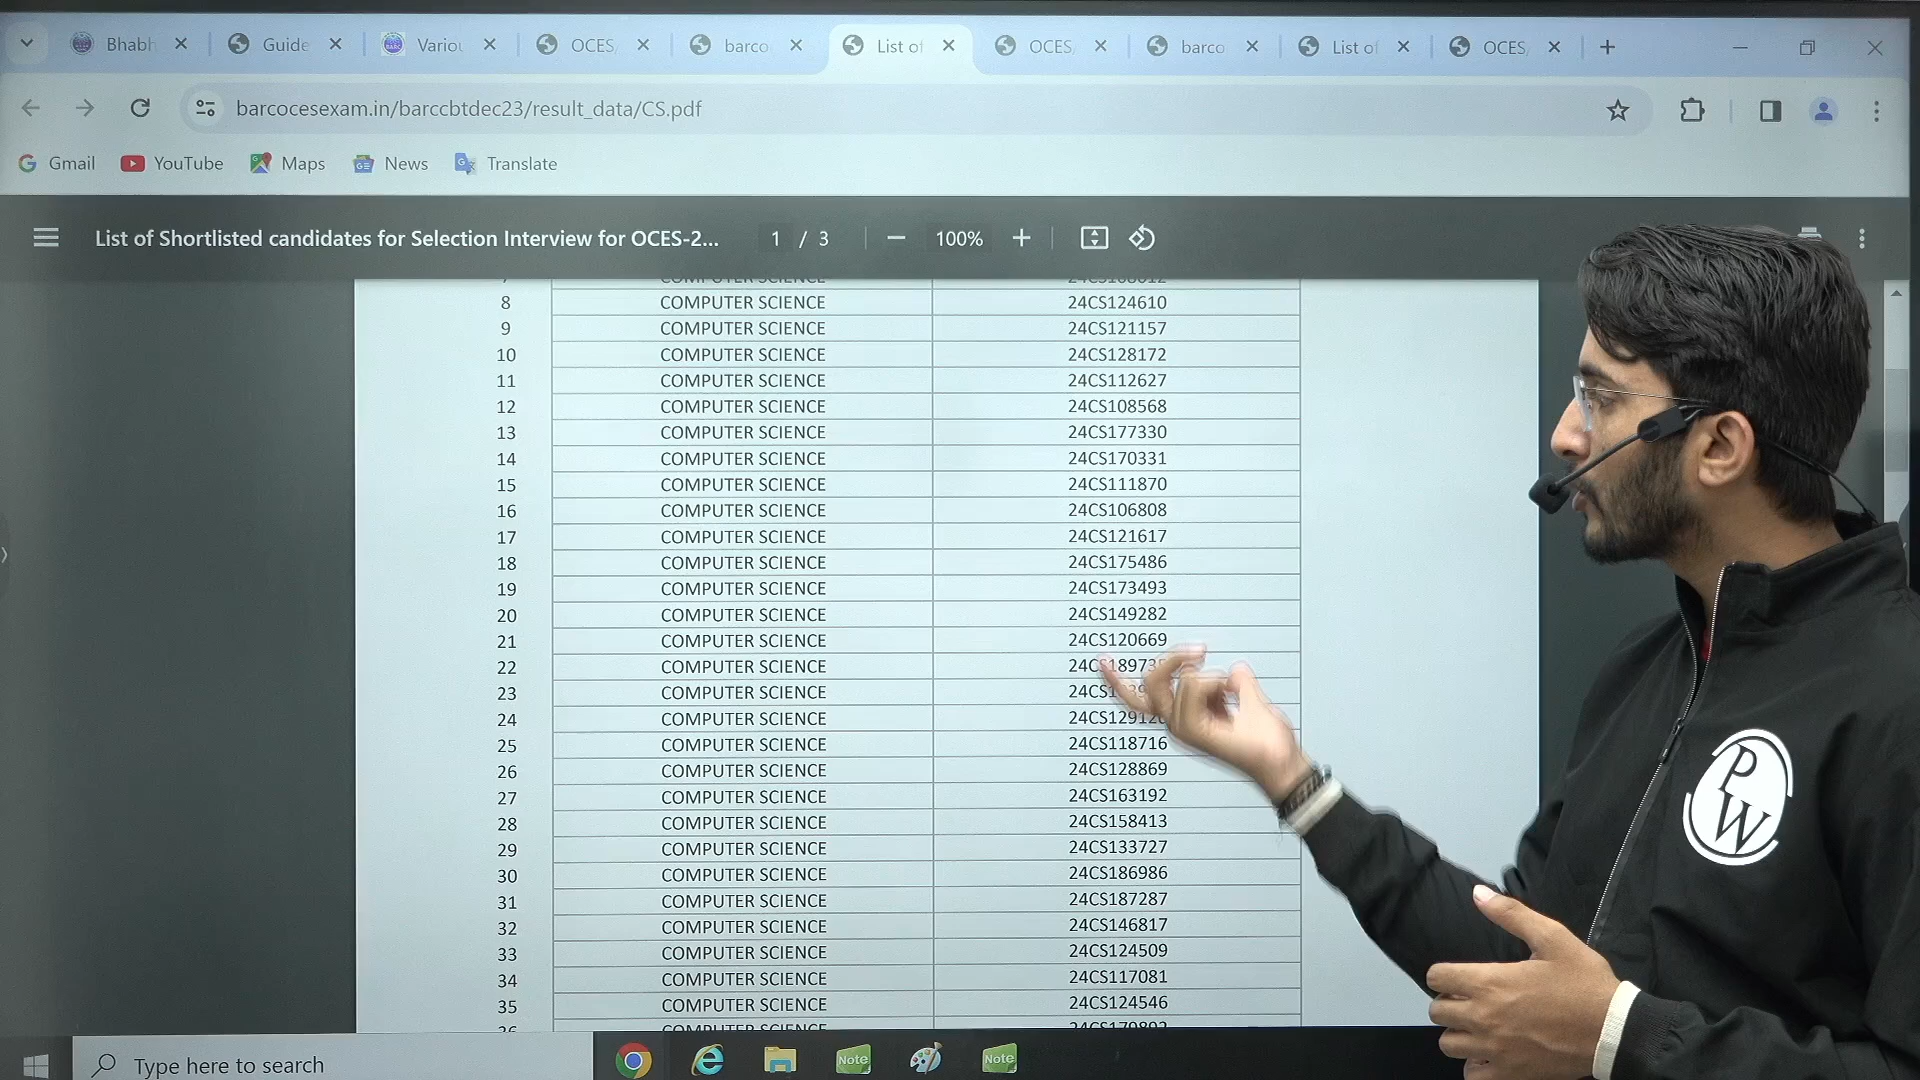 Bhabh
Guide
Variou
OCES,
barco
List of
OCES,
barco
List of
OCES,
barcocesexam.in/barccbtdec23/result_data/CS.pdf
Gmail
YouTube
Maps
News
Translate
List of Shortlisted candidates for Selection Interview for OCES-2...
1 / 3
100%
8 COMPUTER SCIENCE 24CS124610
9 COMPUTER SCIENCE 24CS121157
10 COMPUTER SCIENCE 24CS128172
11 COMPUTER SCIENCE 24CS112627
12 COMPUTER SCIENCE 24CS108568
13 COMPUTER SCIENCE 24CS177330
14 COMPUTER SCIENCE 24CS170331
15 COMPUTER SCIENCE 24CS111870
16 COMPUTER SCIENCE 24CS106808
17 COMPUTER SCIENCE 24CS121617
18 COMPUTER SCIENCE 24CS175486
19 COMPUTER SCIENCE 24CS173493
20 COMPUTER SCIENCE 24CS149282
21 COMPUTER SCIENCE 24CS120669
22 COMPUTER SCIENCE
23 COMPUTER SCIENCE
24 COMPUTER SCIENCE
25 COMPUTER SCIENCE 24CS118716
26 COMPUTER SCIENCE 24CS128869
27 COMPUTER SCIENCE 24CS163192
28 COMPUTER SCIENCE 24CS158413
29 COMPUTER SCIENCE 24CS133727
30 COMPUTER SCIENCE 24CS186986
31 COMPUTER SCIENCE 24CS187287
32 COMPUTER SCIENCE 24CS146817
33 COMPUTER SCIENCE 24CS124509
34 COMPUTER SCIENCE 24CS117081
35 COMPUTER SCIENCE 24CS124546
COMPUTER SCIENCE
Type here to search
Note
Note
PW